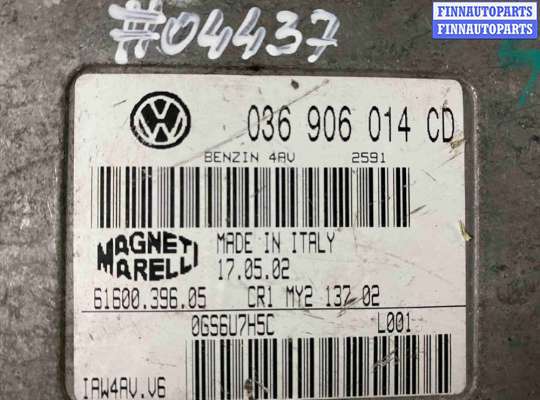 FINNAUTOPARTS
FINNAUTOPARTS
#04437
036 906 014 CD
BENZIN 4AV 2591
MAGNETI MARELLI
MADE IN ITALY
17.05.02
61600.396.05 CR1 MY2 137 02
0GS6U7H5C L001
IAW4AV.V6